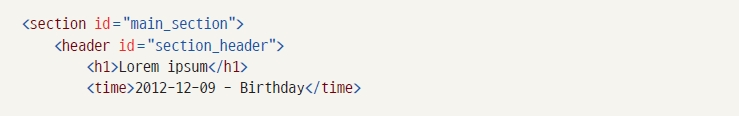 <section id="main_section">
<header id="section_header">
<h1>Lorem ipsum</h1>
<time>2012-12-09 - Birthday</time>